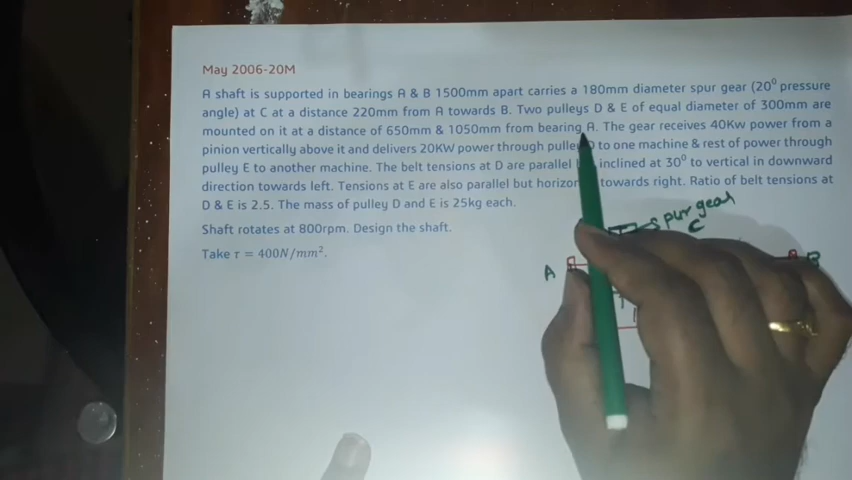 May 2006-20M
A shaft is supported in bearings A & B 1500mm apart carries a 180mm diameter spur gear (20⁰ pressure
angle) at C at a distance 220mm from A towards B. Two pulleys D & E of equal diameter of 300mm are
mounted on it at a distance of 650mm & 1050mm from bearing A. The gear receives 40Kw power from a
pinion vertically above it and delivers 20KW power through to one machine & rest of power through
pulley E to another machine. The belt tensions at D are parallel inclined at 30⁰ to vertical in downward
direction towards left. Tensions at E are also parallel but towards right. Ratio of belt tensions at
D & E is 2.5. The mass of pulley D and E is 25kg each.
Shaft rotates at 800rpm. Design the shaft.
Take τ = 400N/mm².
spur gear
C
A
B